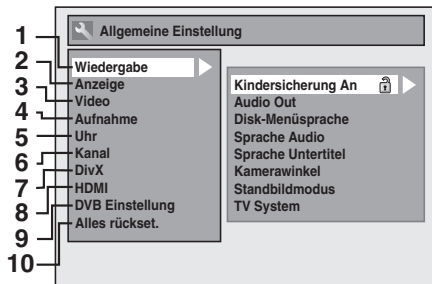 Allgemeine Einstellung
1
2
3
4
5
6
7
8
9
10
Wiedergabe
Anzeige
Video
Aufnahme
Uhr
Kanal
DivX
HDMI
DVB Einstellung
Alles rückset.
Kindersicherung An
Audio Out
Disk-Menüsprache
Sprache Audio
Sprache Untertitel
Kamerawinkel
Standbildmodus
TV System